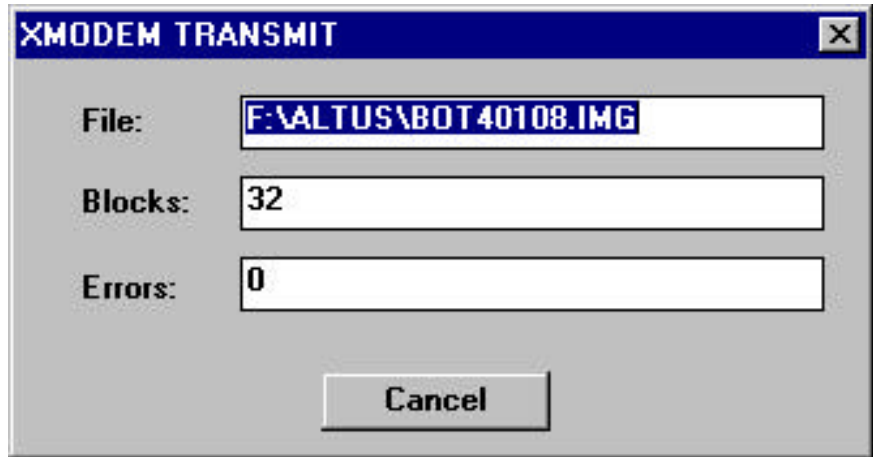 XMODEM TRANSMIT
File: F:\ALTUS\BOT40108.IMG
Blocks: 32
Errors: 0
Cancel